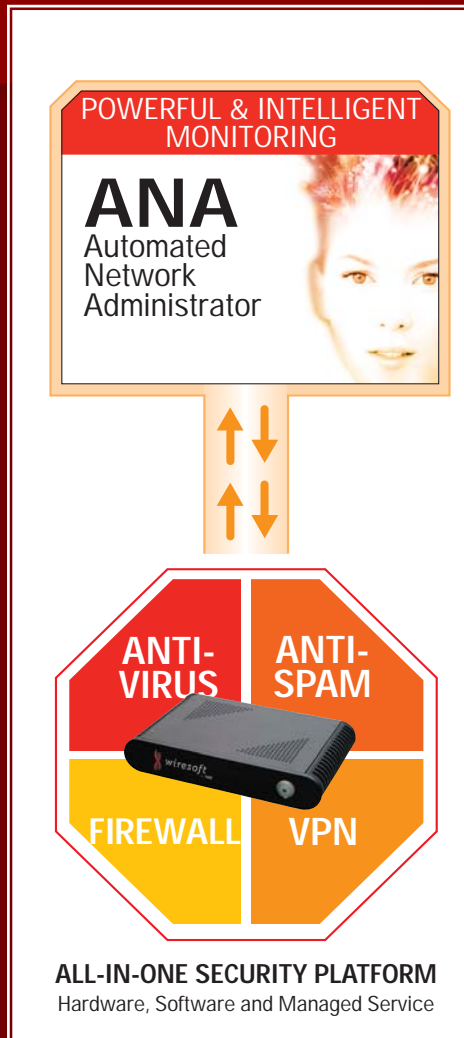 POWERFUL & INTELLIGENT
MONITORING
ANA
Automated
Network
Administrator
ANTI-
VIRUS
ANTI-
SPAM
wiresoft
FIREWALL
VPN
ALL-IN-ONE SECURITY PLATFORM
Hardware, Software and Managed Service